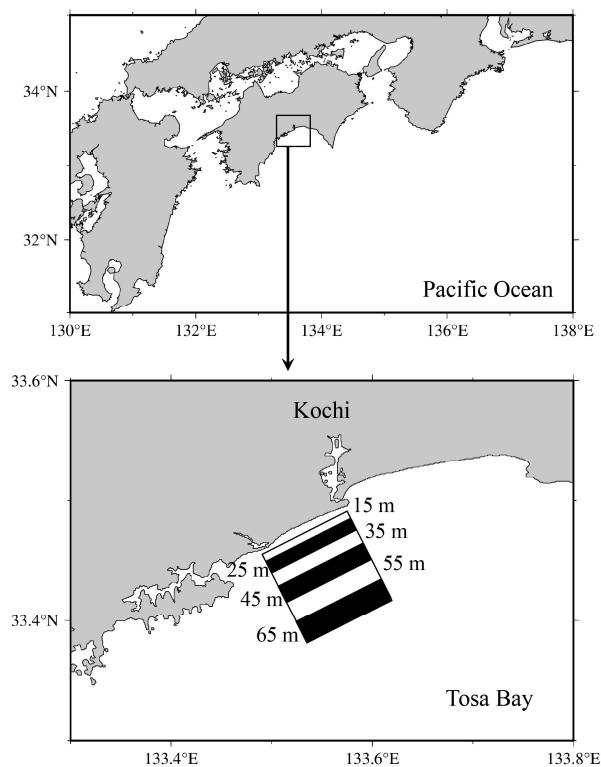 34°N
32°N
Pacific Ocean
130°E 132°E 134°E 136°E 138°E
33.6°N
Kochi
15 m
35 m
55 m
25 m
45 m
33.4°N
65 m
Tosa Bay
133.4°E 133.6°E 133.8°E